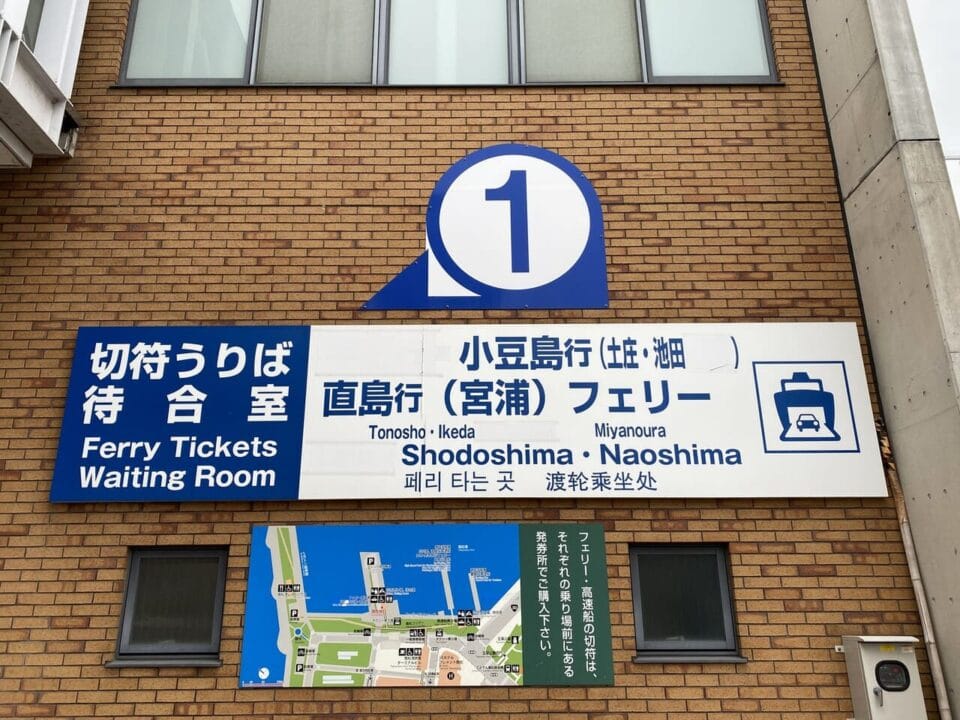 1
切符うりば
待合室
Ferry Tickets
Waiting Room
小豆島行(土庄・池田 )
直島行(宮浦)フェリー
Tonosho・Ikeda Miyanoura
Shodoshima・Naoshima
페리 타는 곳 渡轮乘坐处
フェリー・高速船の切符は、
それぞれの乗り場前にある
発券所でご購入下さい。
P
P
P